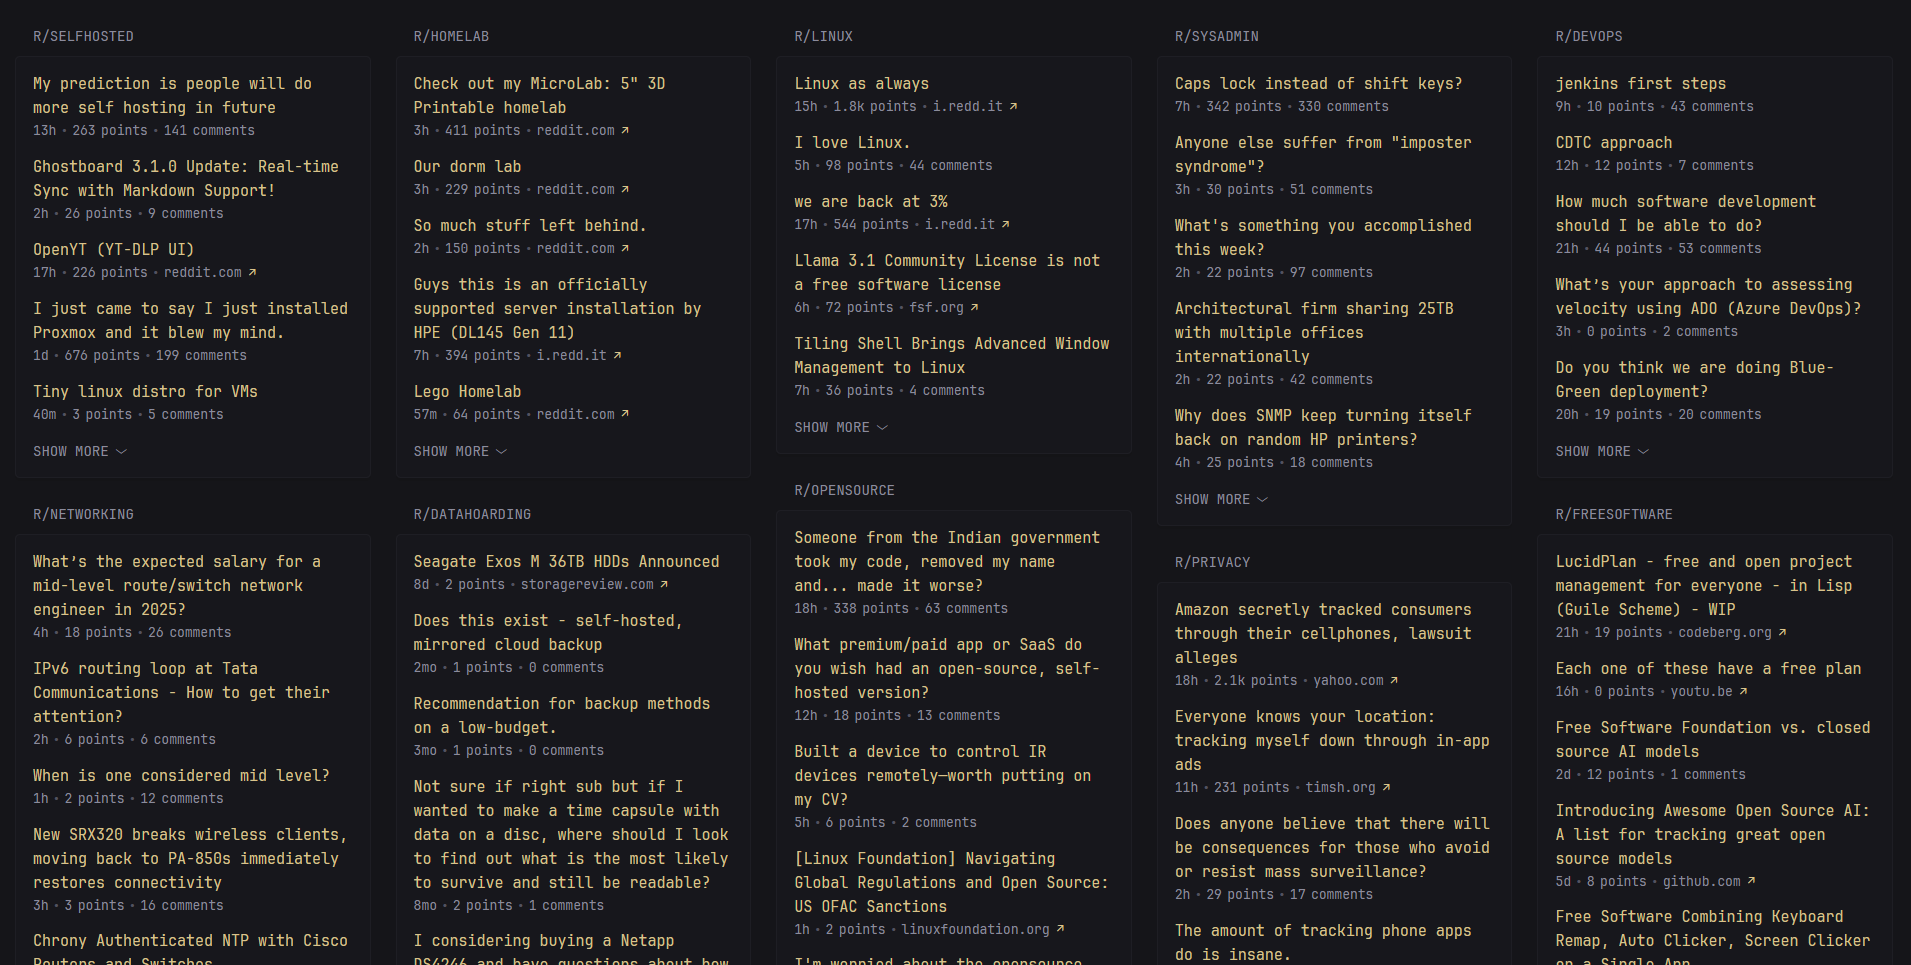 R/SELFHOSTED
My prediction is people will do
more self hosting in future
13h • 263 points • 141 comments
Ghostboard 3.1.0 Update: Real-time
Sync with Markdown Support!
2h • 26 points • 9 comments
OpenYT (YT-DLP UI)
17h • 226 points • reddit.com ↗
I just came to say I just installed
Proxmox and it blew my mind.
1d • 676 points • 199 comments
Tiny linux distro for VMs
40m • 3 points • 5 comments
SHOW MORE
R/NETWORKING
What's the expected salary for a
mid-level route/switch network
engineer in 2025?
4h • 18 points • 26 comments
IPv6 routing loop at Tata
Communications - How to get their
attention?
2h • 6 points • 6 comments
When is one considered mid level?
1h • 2 points • 12 comments
New SRX320 breaks wireless clients,
moving back to PA-850s immediately
restores connectivity
3h • 3 points • 16 comments
Chrony Authenticated NTP with Cisco
Routers and Switches
R/HOMELAB
Check out my MicroLab: 5" 3D
Printable homelab
3h • 411 points • reddit.com ↗
Our dorm lab
3h • 229 points • reddit.com ↗
So much stuff left behind.
2h • 150 points • reddit.com ↗
Guys this is an officially
supported server installation by
HPE (DL145 Gen 11)
7h • 394 points • i.redd.it ↗
Lego Homelab
57m • 64 points • reddit.com ↗
SHOW MORE
R/DATAHOARDING
Seagate Exos M 36TB HDDs Announced
8d • 2 points • storagereview.com ↗
Does this exist - self-hosted,
mirrored cloud backup
2mo • 1 points • 0 comments
Recommendation for backup methods
on a low-budget.
3mo • 1 points • 0 comments
Not sure if right sub but if I
wanted to make a time capsule with
data on a disc, where should I look
to find out what is the most likely
to survive and still be readable?
8mo • 2 points • 1 comments
I considering buying a Netapp
DS4246 and have questions about how
R/LINUX
Linux as always
15h • 1.8k points • i.redd.it ↗
I love Linux.
5h • 98 points • 44 comments
we are back at 3%
17h • 544 points • i.redd.it ↗
Llama 3.1 Community License is not
a free software license
6h • 72 points • fsf.org ↗
Tiling Shell Brings Advanced Window
Management to Linux
7h • 36 points • 4 comments
SHOW MORE
R/OPENSOURCE
Someone from the Indian government
took my code, removed my name
and... made it worse?
18h • 338 points • 63 comments
What premium/paid app or SaaS do
you wish had an open-source, self-
hosted version?
12h • 18 points • 13 comments
Built a device to control IR
devices remotely—worth putting on
my CV?
5h • 6 points • 2 comments
[Linux Foundation] Navigating
Global Regulations and Open Source:
US OFAC Sanctions
1h • 2 points • linuxfoundation.org ↗
I'm worried about the opensource
R/SYSADMIN
Caps lock instead of shift keys?
7h • 342 points • 330 comments
Anyone else suffer from "imposter
syndrome"?
3h • 30 points • 51 comments
What's something you accomplished
this week?
2h • 22 points • 97 comments
Architectural firm sharing 25TB
with multiple offices
internationally
2h • 22 points • 42 comments
Why does SNMP keep turning itself
back on random HP printers?
4h • 25 points • 18 comments
SHOW MORE
R/PRIVACY
Amazon secretly tracked consumers
through their cellphones, lawsuit
alleges
18h • 2.1k points • yahoo.com ↗
Everyone knows your location:
tracking myself down through in-app
ads
11h • 231 points • timsh.org ↗
Does anyone believe that there will
be consequences for those who avoid
or resist mass surveillance?
2h • 29 points • 17 comments
The amount of tracking phone apps
do is insane.
R/DEVOPS
jenkins first steps
9h • 10 points • 43 comments
CDTC approach
12h • 12 points • 7 comments
How much software development
should I be able to do?
21h • 44 points • 53 comments
What's your approach to assessing
velocity using ADO (Azure DevOps)?
3h • 0 points • 2 comments
Do you think we are doing Blue-
Green deployment?
20h • 19 points • 20 comments
SHOW MORE
R/FREESOFTWARE
LucidPlan - free and open project
management for everyone - in Lisp
(Guile Scheme) - WIP
21h • 19 points • codeberg.org ↗
Each one of these have a free plan
16h • 0 points • youtu.be ↗
Free Software Foundation vs. closed
source AI models
2d • 12 points • 1 comments
Introducing Awesome Open Source AI:
A list for tracking great open
source models
5d • 8 points • github.com ↗
Free Software Combining Keyboard
Remap, Auto Clicker, Screen Clicker
on a Single App